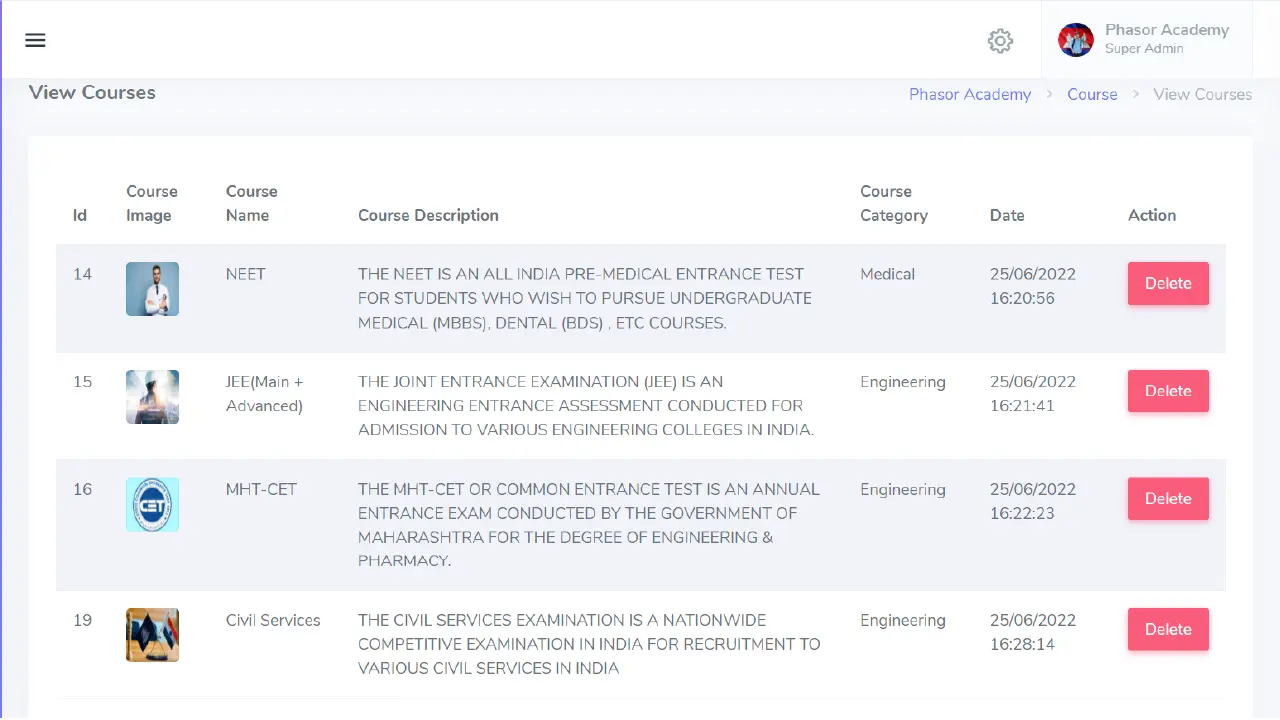 Phasor Academy
Super Admin
View Courses
Phasor Academy > Course > View Courses
Id Course Image Course Name Course Description Course Category Date Action
14 NEET THE NEET IS AN ALL INDIA PRE-MEDICAL ENTRANCE TEST Medical 25/06/2022 Delete
FOR STUDENTS WHO WISH TO PURSUE UNDERGRADUATE 16:20:56
MEDICAL (MBBS), DENTAL (BDS) , ETC COURSES.
15 JEE(Main + THE JOINT ENTRANCE EXAMINATION (JEE) IS AN Engineering 25/06/2022 Delete
Advanced) ENGINEERING ENTRANCE ASSESSMENT CONDUCTED FOR 16:21:41
ADMISSION TO VARIOUS ENGINEERING COLLEGES IN INDIA.
16 CET MHT-CET THE MHT-CET OR COMMON ENTRANCE TEST IS AN ANNUAL Engineering 25/06/2022 Delete
ENTRANCE EXAM CONDUCTED BY THE GOVERNMENT OF 16:22:23
MAHARASHTRA FOR THE DEGREE OF ENGINEERING &
PHARMACY.
19 Civil Services THE CIVIL SERVICES EXAMINATION IS A NATIONWIDE Engineering 25/06/2022 Delete
COMPETITIVE EXAMINATION IN INDIA FOR RECRUITMENT TO 16:28:14
VARIOUS CIVIL SERVICES IN INDIA